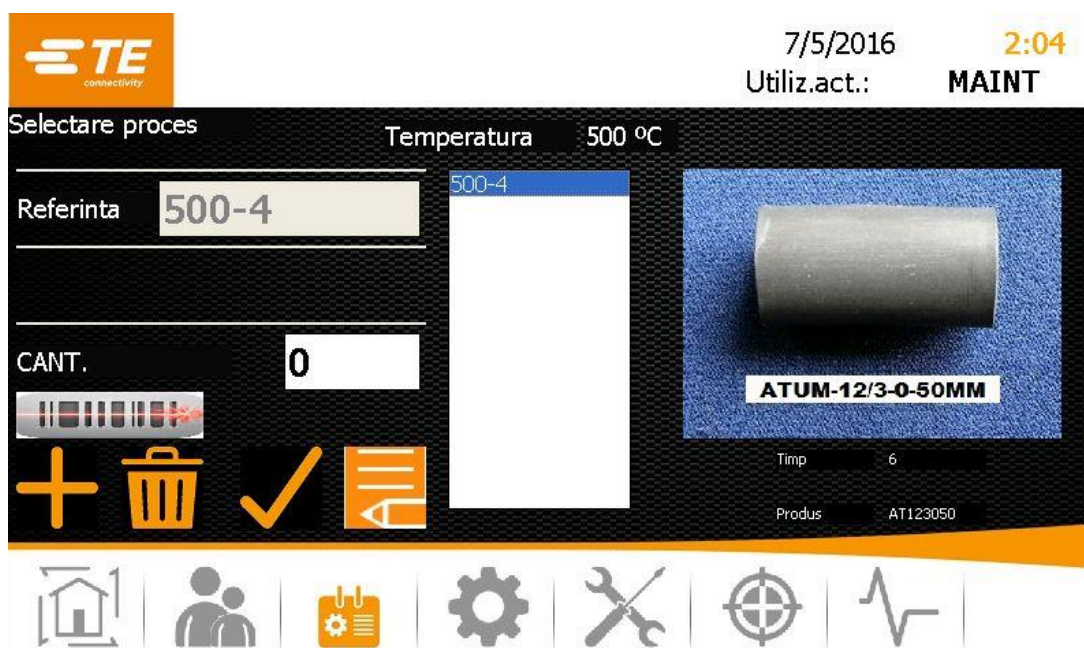 TE
connectivity
7/5/2016 2:04
Utiliz.act.: MAINT
Selectare proces
Temperatura 500 ºC
Referinta 500-4
500-4
CANT. 0
ATUM-12/3-0-50MM
Timp 6
Produs AT123050